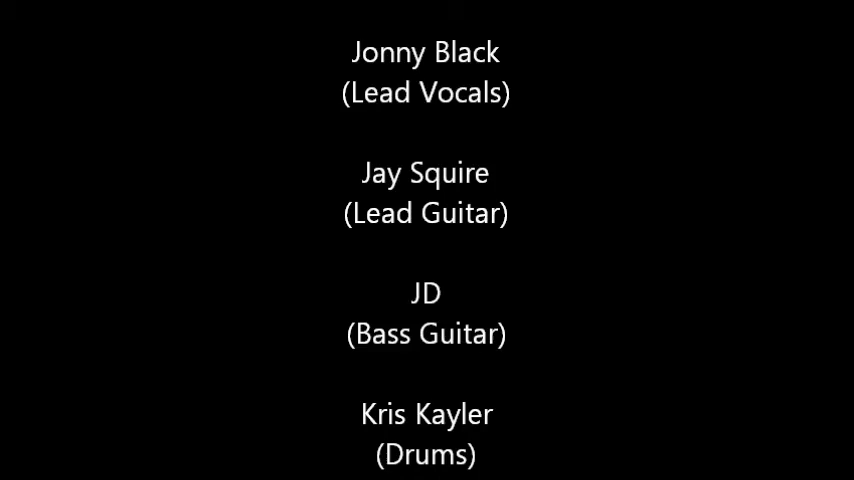 Jonny Black
(Lead Vocals)
Jay Squire
(Lead Guitar)
JD
(Bass Guitar)
Kris Kayler
(Drums)